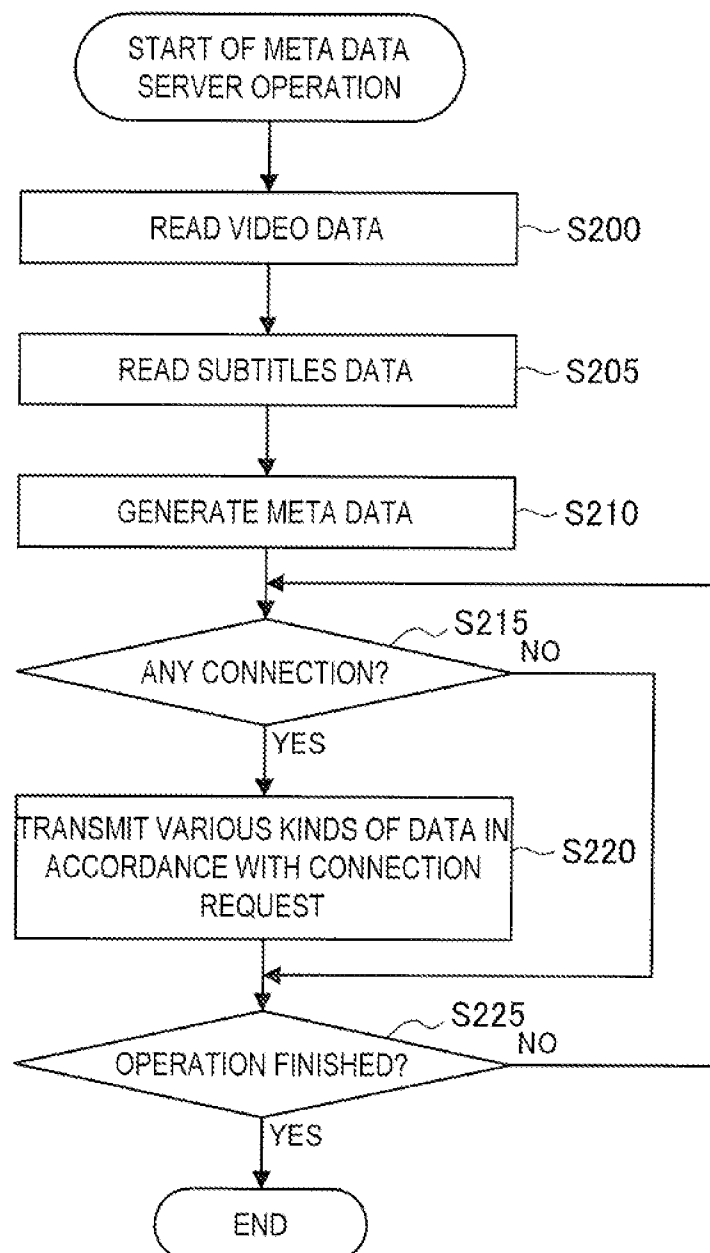 START OF META DATA
SERVER OPERATION
READ VIDEO DATA
S200
READ SUBTITLES DATA
S205
GENERATE META DATA
S210
S215
ANY CONNECTION?
NO
YES
TRANSMIT VARIOUS KINDS OF DATA IN
ACCORDANCE WITH CONNECTION
REQUEST
S220
S225
OPERATION FINISHED?
NO
YES
END